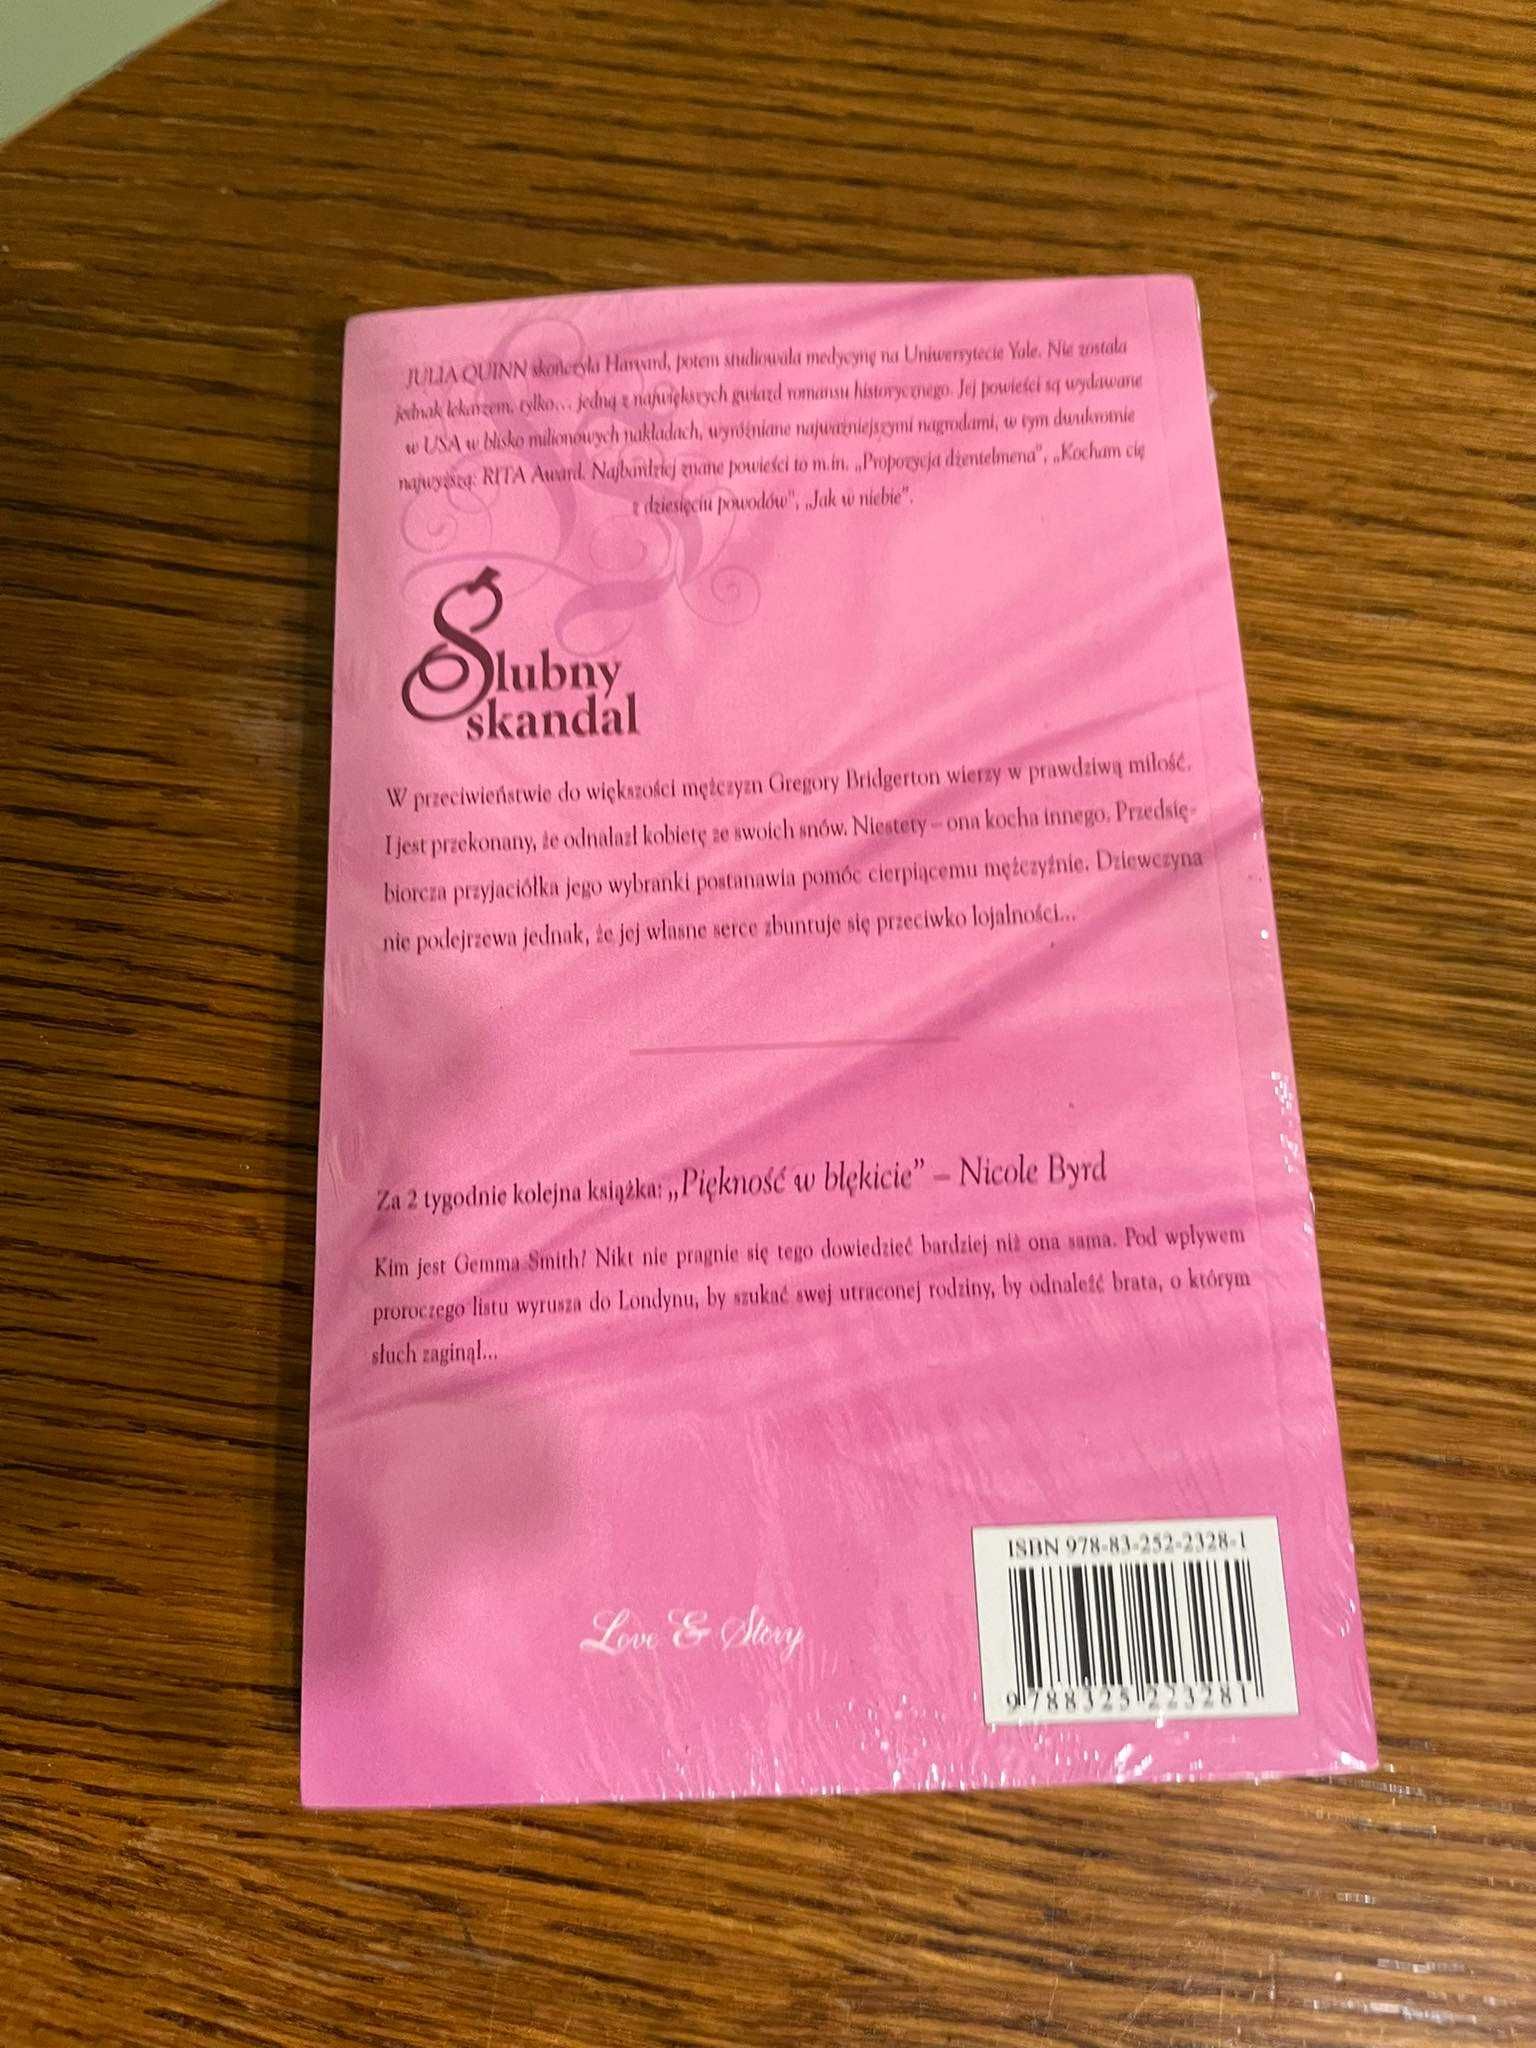 JULIA QUINN skończyła Harvard, potem studiowała medycynę na Uniwersytecie Yale. Nie została
jednak lekarzem, tylko... jedną z największych gwiazd romansu historycznego. Jej powieści są wydawane
w USA w blisko milionowych nakładach, wyróżniane najważniejszymi nagrodami, w tym dwukrotnie
najwyższą: RITA Award. Najbardziej znane powieści to m.in. „Propozycja dżentelmena”, „Kocham cię
z dziesięciu powodów”, „Jak w niebie”.
Ślubny
skandal
W przeciwieństwie do większości mężczyzn Gregory Bridgerton wierzy w prawdziwą miłość.
I jest przekonany, że odnalazł kobietę ze swoich snów. Niestety – ona kocha innego. Przedsię-
biorcza przyjaciółka jego wybranki postanawia pomóc cierpiącemu mężczyźnie. Dziewczyna
nie podejrzewa jednak, że jej własne serce zbuntuje się przeciwko lojalności...
Za 2 tygodnie kolejna książka: „Piękność w błękicie” – Nicole Byrd
Kim jest Gemma Smith? Nikt nie pragnie się tego dowiedzieć bardziej niż ona sama. Pod wpływem
proroczego listu wyrusza do Londynu, by szukać swej utraconej rodziny, by odnaleźć brata, o którym
słuch zaginął...
ISBN 978-83-252-2328-1
Love & Story
9 788325 223281